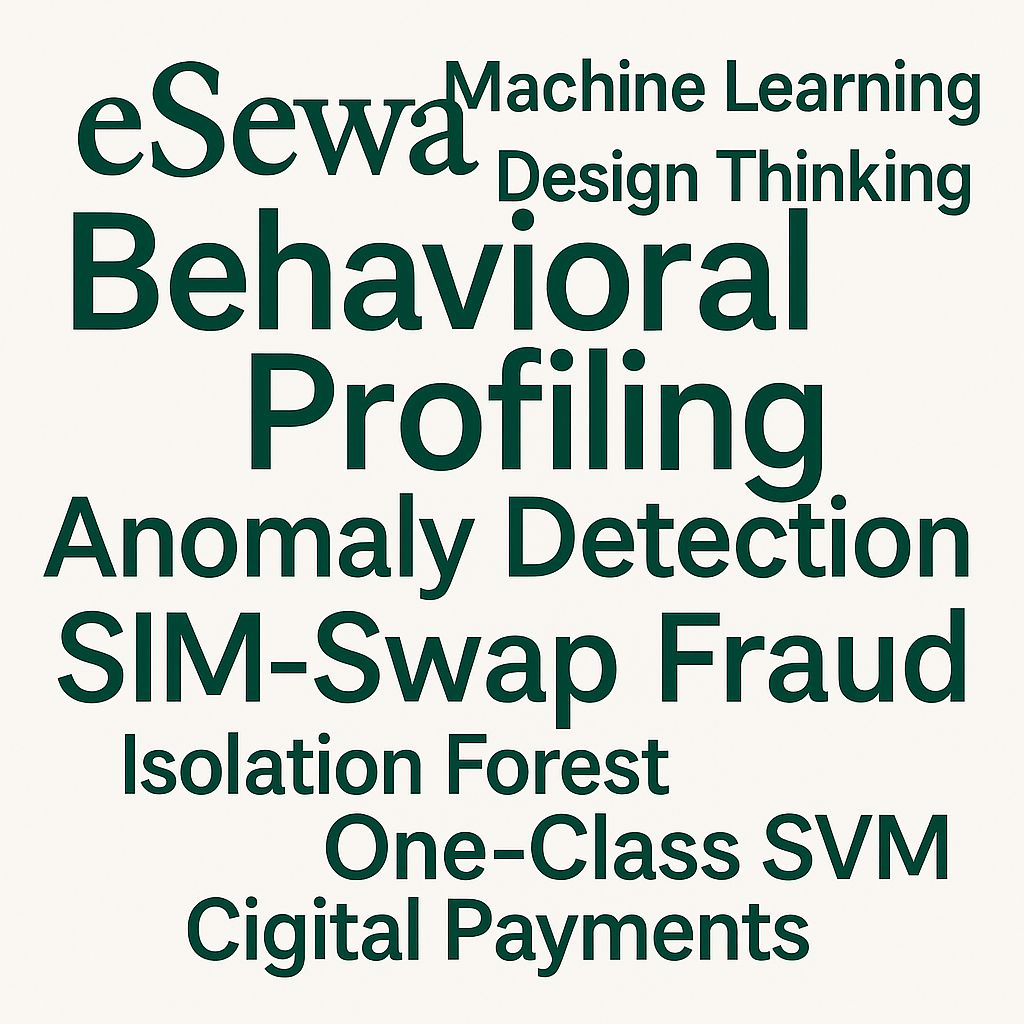 eSewa
Machine Learning
Design Thinking
Behavioral
Profiling
Anomaly Detection
SIM-Swap Fraud
Isolation Forest
One-Class SVM
Cigital Payments